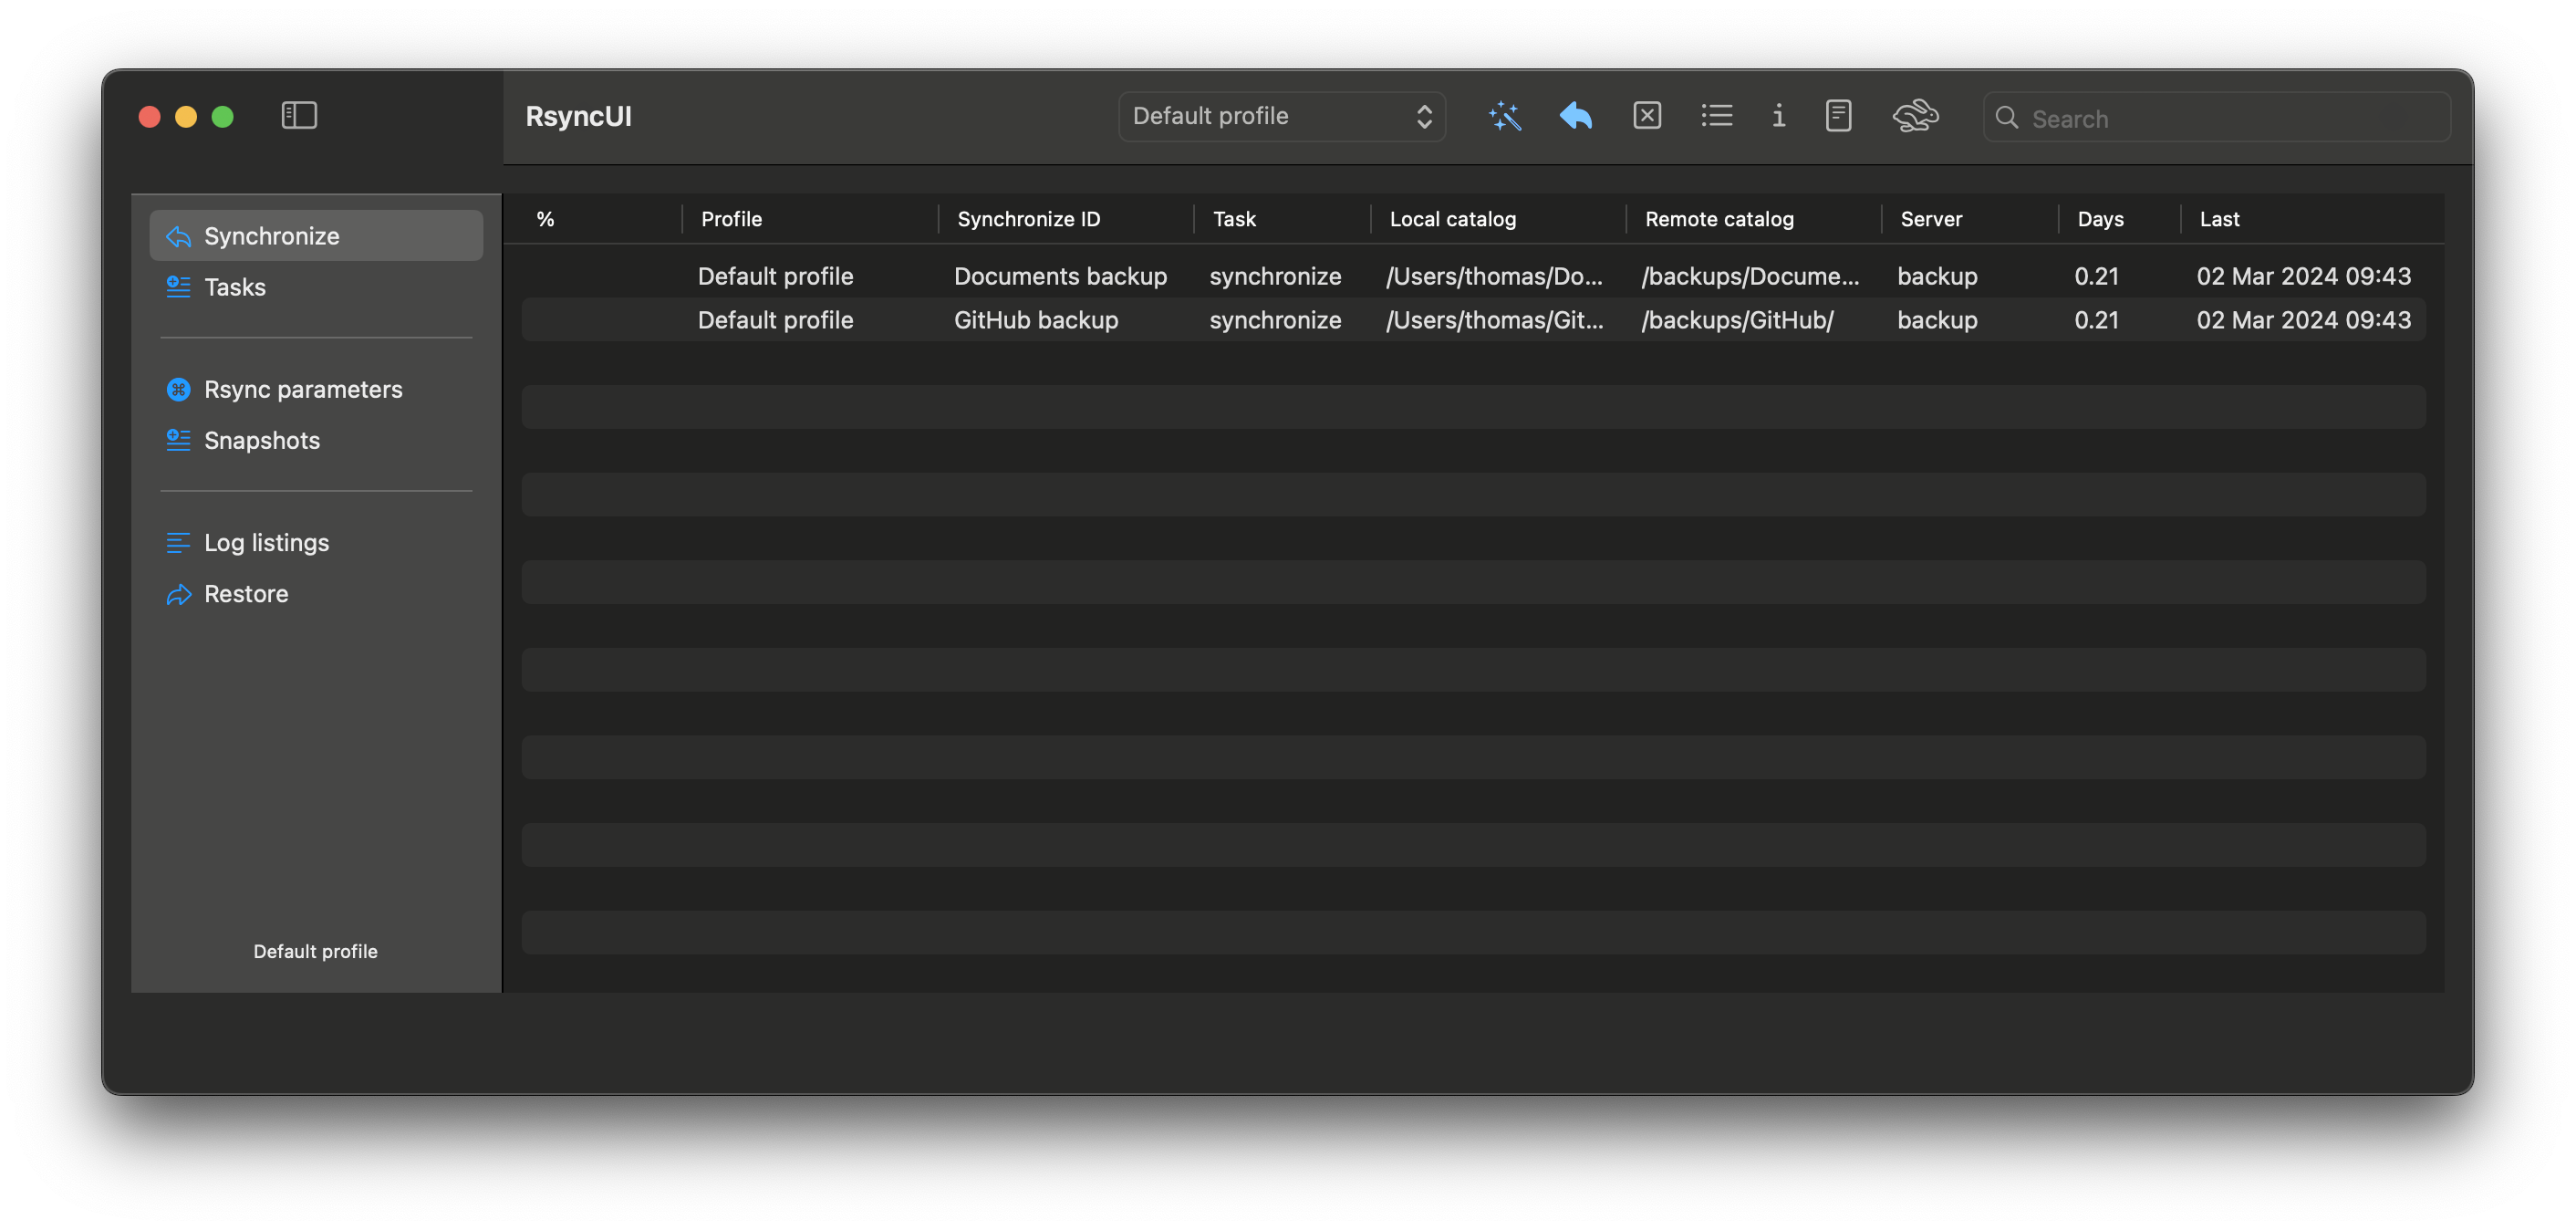 RsyncUI
Default profile
Search
Synchronize
Tasks
Rsync parameters
Snapshots
Log listings
Restore
Default profile
% Profile Synchronize ID Task Local catalog Remote catalog Server Days Last
Default profile Documents backup synchronize /Users/thomas/Do... /backups/Docume... backup 0.21 02 Mar 2024 09:43
Default profile GitHub backup synchronize /Users/thomas/Git... /backups/GitHub/ backup 0.21 02 Mar 2024 09:43